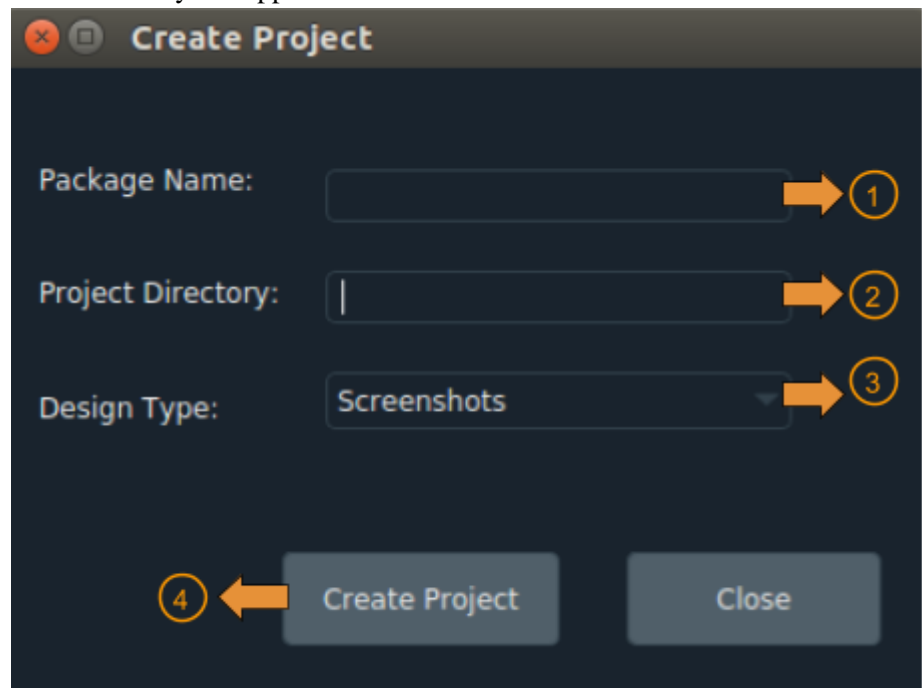 Create Project
Package Name:
1
Project Directory:
2
Design Type:
Screenshots
3
4
Create Project
Close